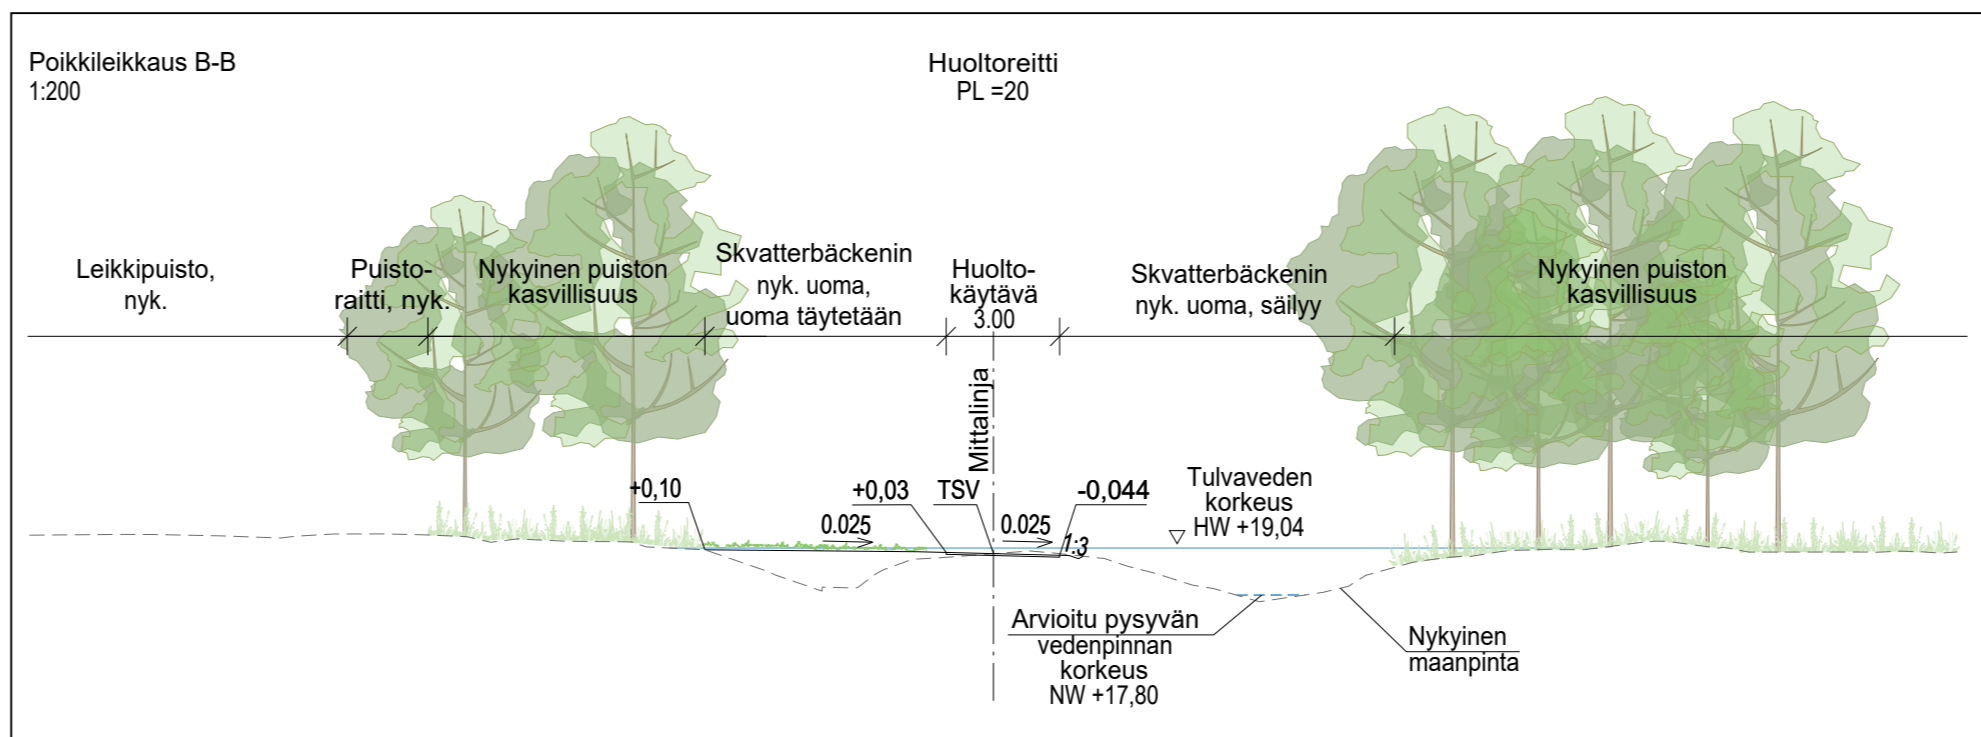 Poikkileikkaus B-B
1:200
Huoltoreitti
PL =20
Leikkipuisto,
nyk.
Puisto-
raitti, nyk.
Nykyinen puiston
kasvillisuus
Skvatterbäckenin
nyk. uoma,
uoma täytetään
Huolto-
käytävä
3.00
Skvatterbäckenin
nyk. uoma, säilyy
Nykyinen puiston
kasvillisuus
Mittalinja
+0,10
+0,03
TSV
-0,044
0.025
0.025
1:3
Tulvaveden
korkeus
HW +19,04
Arvioitu pysyvän
vedenpinnan
korkeus
NW +17,80
Nykyinen
maanpinta